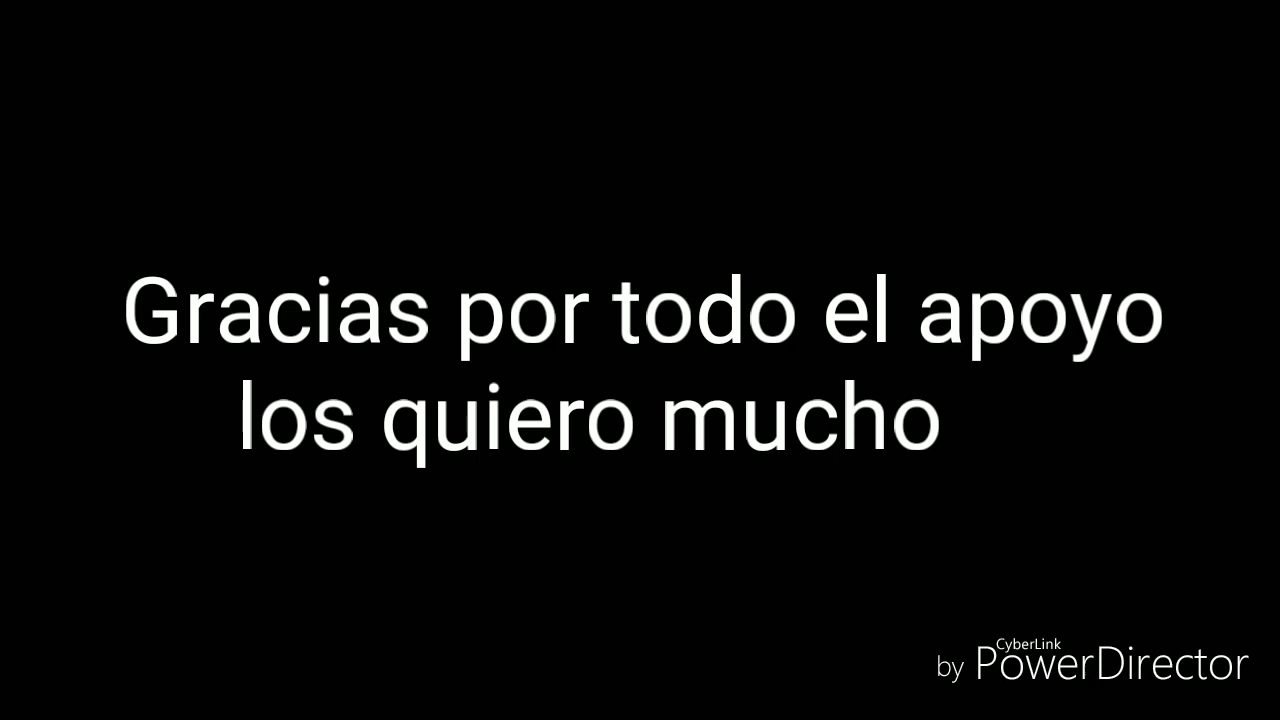 Gracias por todo el apoyo
los quiero mucho
CyberLink
by PowerDirector